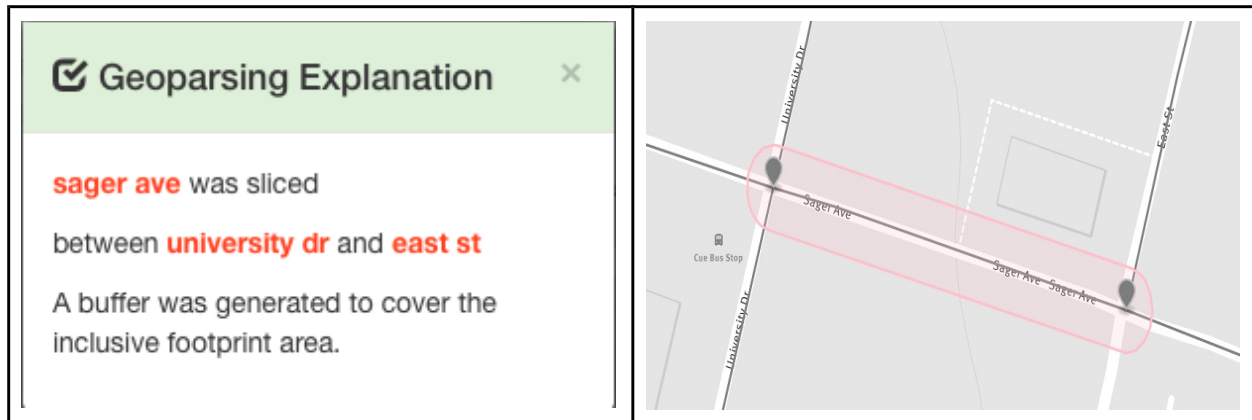 Geoparsing Explanation ×
sager ave was sliced
between university dr and east st
A buffer was generated to cover the
inclusive footprint area.
University Dr
East St
Sager Ave
Cue Bus Stop
Sager Ave Sager Ave
University Dr